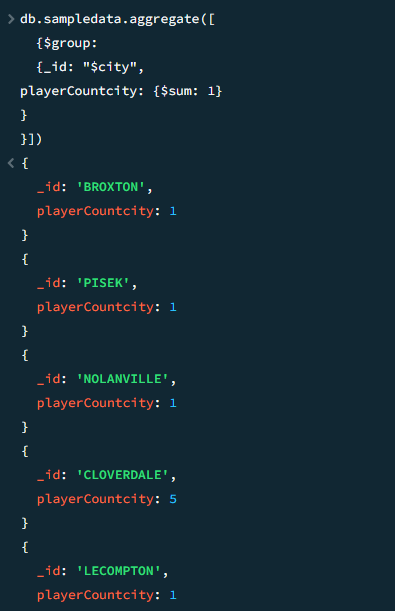 > db.sampledata.aggregate([
{$group:
{_id: "$city",
playerCountcity: {$sum: 1}
}
}])
< {
_id: 'BROXTON',
playerCountcity: 1
}
{
_id: 'PISEK',
playerCountcity: 1
}
{
_id: 'NOLANVILLE',
playerCountcity: 1
}
{
_id: 'CLOVERDALE',
playerCountcity: 5
}
{
_id: 'LECOMPTON',
playerCountcity: 1